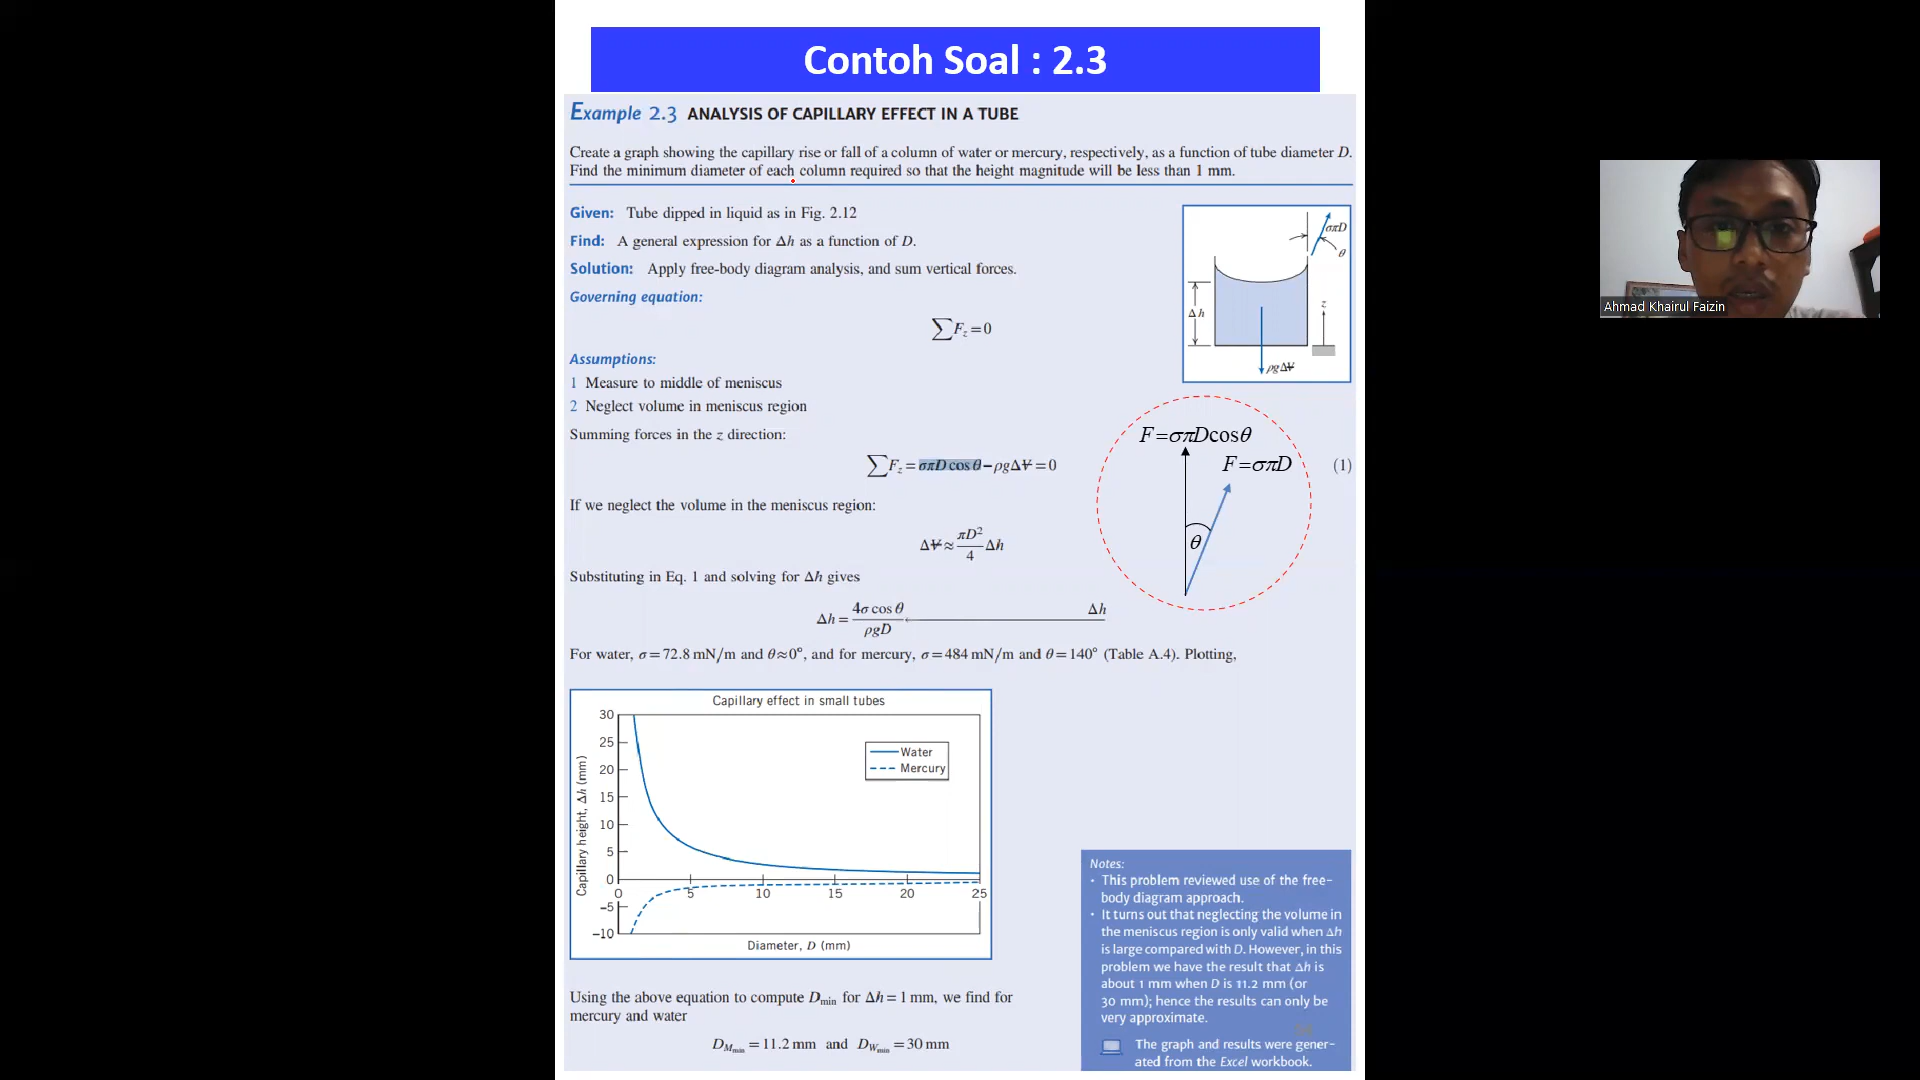 Contoh Soal : 2.3
Example 2.3 ANALYSIS OF CAPILLARY EFFECT IN A TUBE
Create a graph showing the capillary rise or fall of a column of water or mercury, respectively, as a function of tube diameter D.
Find the minimum diameter of each column required so that the height magnitude will be less than 1 mm.
Given: Tube dipped in liquid as in Fig. 2.12
Find: A general expression for Δh as a function of D.
Solution: Apply free-body diagram analysis, and sum vertical forces.
Governing equation:
∑F_z = 0
Assumptions:
1 Measure to middle of meniscus
2 Neglect volume in meniscus region
Summing forces in the z direction:
∑F_z = σπD cos θ − ρgΔV̶ = 0 (1)
If we neglect the volume in the meniscus region:
ΔV̶ ≈ πD²/4 Δh
Substituting in Eq. 1 and solving for Δh gives
Δh = 4σ cos θ/ρgD ← Δh
For water, σ = 72.8 mN/m and θ ≈ 0°, and for mercury, σ = 484 mN/m and θ = 140° (Table A.4). Plotting,
σπD
θ
Δh
z
ρgΔV̶
F=σπDcosθ
F=σπD
θ
Capillary effect in small tubes
Capillary height, Δh (mm)
30
25
20
15
10
5
0
−5
−10
0 5 10 15 20 25
Diameter, D (mm)
Water
Mercury
Using the above equation to compute D_min for Δh = 1 mm, we find for
mercury and water
D_Mmin = 11.2 mm and D_Wmin = 30 mm
Notes:
• This problem reviewed use of the free-
body diagram approach.
• It turns out that neglecting the volume in
the meniscus region is only valid when Δh
is large compared with D. However, in this
problem we have the result that Δh is
about 1 mm when D is 11.2 mm (or
30 mm); hence the results can only be
very approximate.
The graph and results were gener-
ated from the Excel workbook.
Ahmad Khairul Faizin